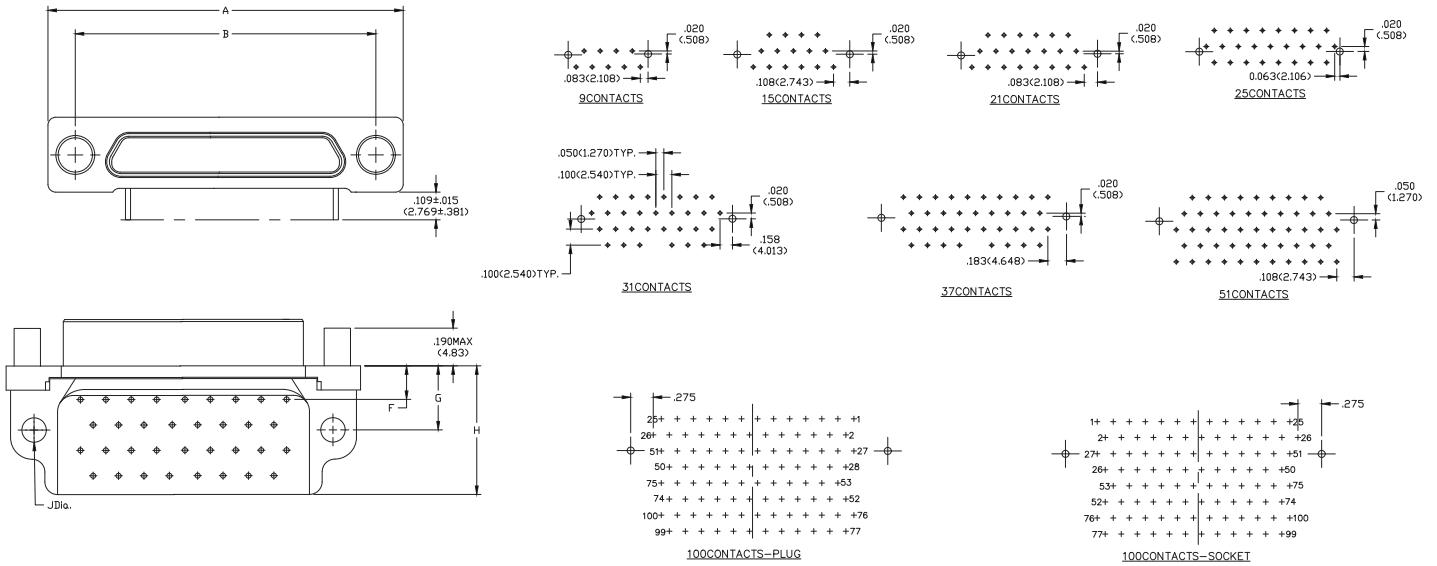 A
B
.109±.015
(2.769±.381)
.020
(.508)
.083(2.108)
9CONTACTS
.020
(.508)
.108(2.743)
15CONTACTS
.020
(.508)
.083(2.108)
21CONTACTS
.020
(.508)
0.063(2.106)
25CONTACTS
.050(1.270)TYP.
.100(2.540)TYP.
.020
(.508)
.158
(4.013)
.100(2.540)TYP.
31CONTACTS
.020
(.508)
.183(4.648)
37CONTACTS
.050
(1.270)
.108(2.743)
51CONTACTS
.190MAX
(4.83)
F
G
H
JDia.
.275
25 1
26 2
51 27
50 28
75 53
74 52
100 76
99 77
100CONTACTS-PLUG
.275
1 25
2 26
27 51
26 50
53 75
52 74
76 100
77 99
100CONTACTS-SOCKET